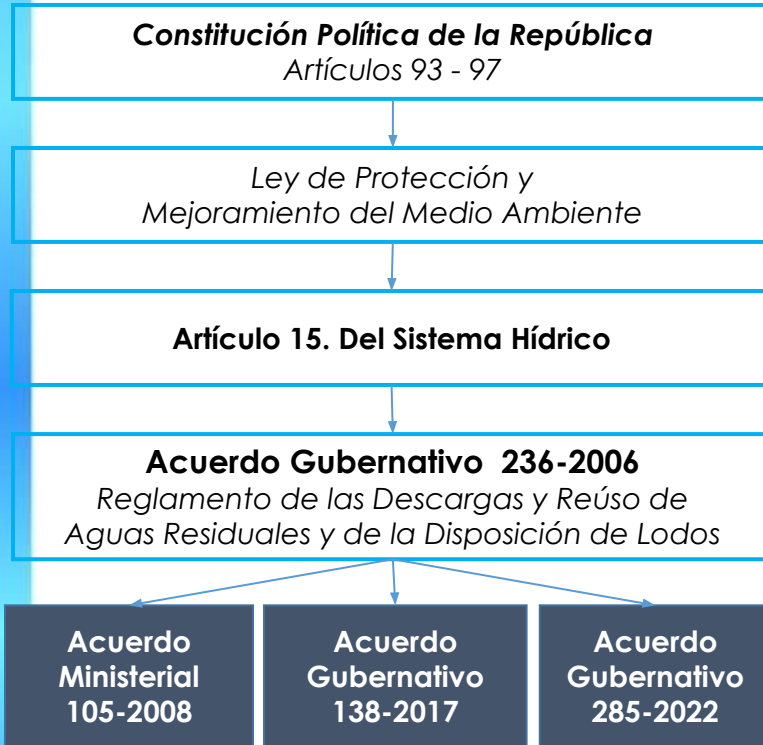 Constitución Política de la República
Artículos 93 - 97
Ley de Protección y
Mejoramiento del Medio Ambiente
Artículo 15. Del Sistema Hídrico
Acuerdo Gubernativo 236-2006
Reglamento de las Descargas y Reúso de
Aguas Residuales y de la Disposición de Lodos
Acuerdo
Ministerial
105-2008
Acuerdo
Gubernativo
138-2017
Acuerdo
Gubernativo
285-2022